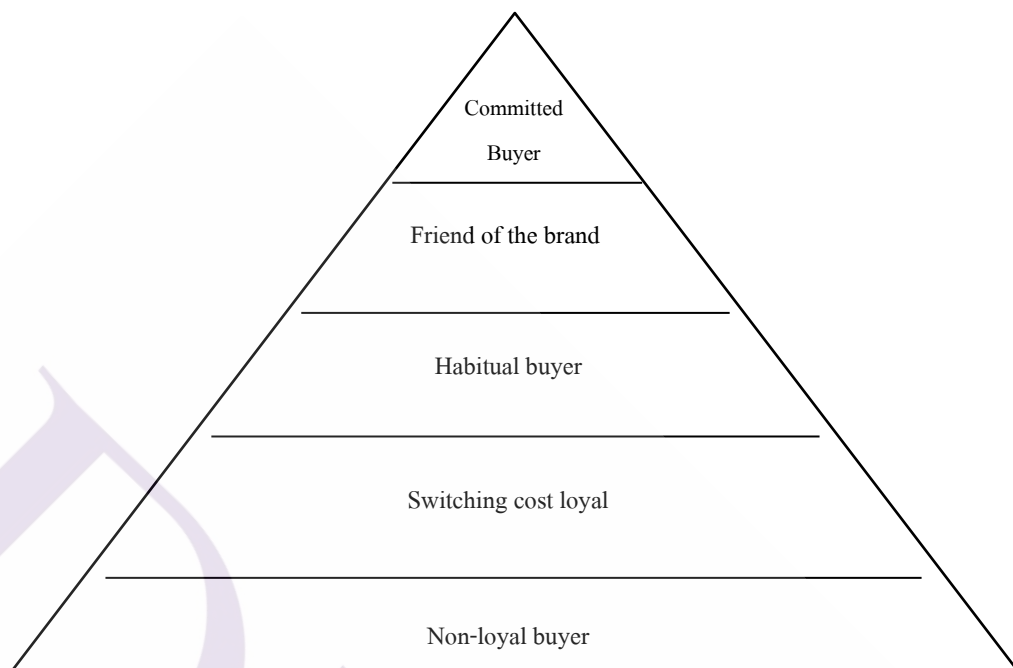 Committed
Buyer
Friend of the brand
Habitual buyer
Switching cost loyal
Non-loyal buyer